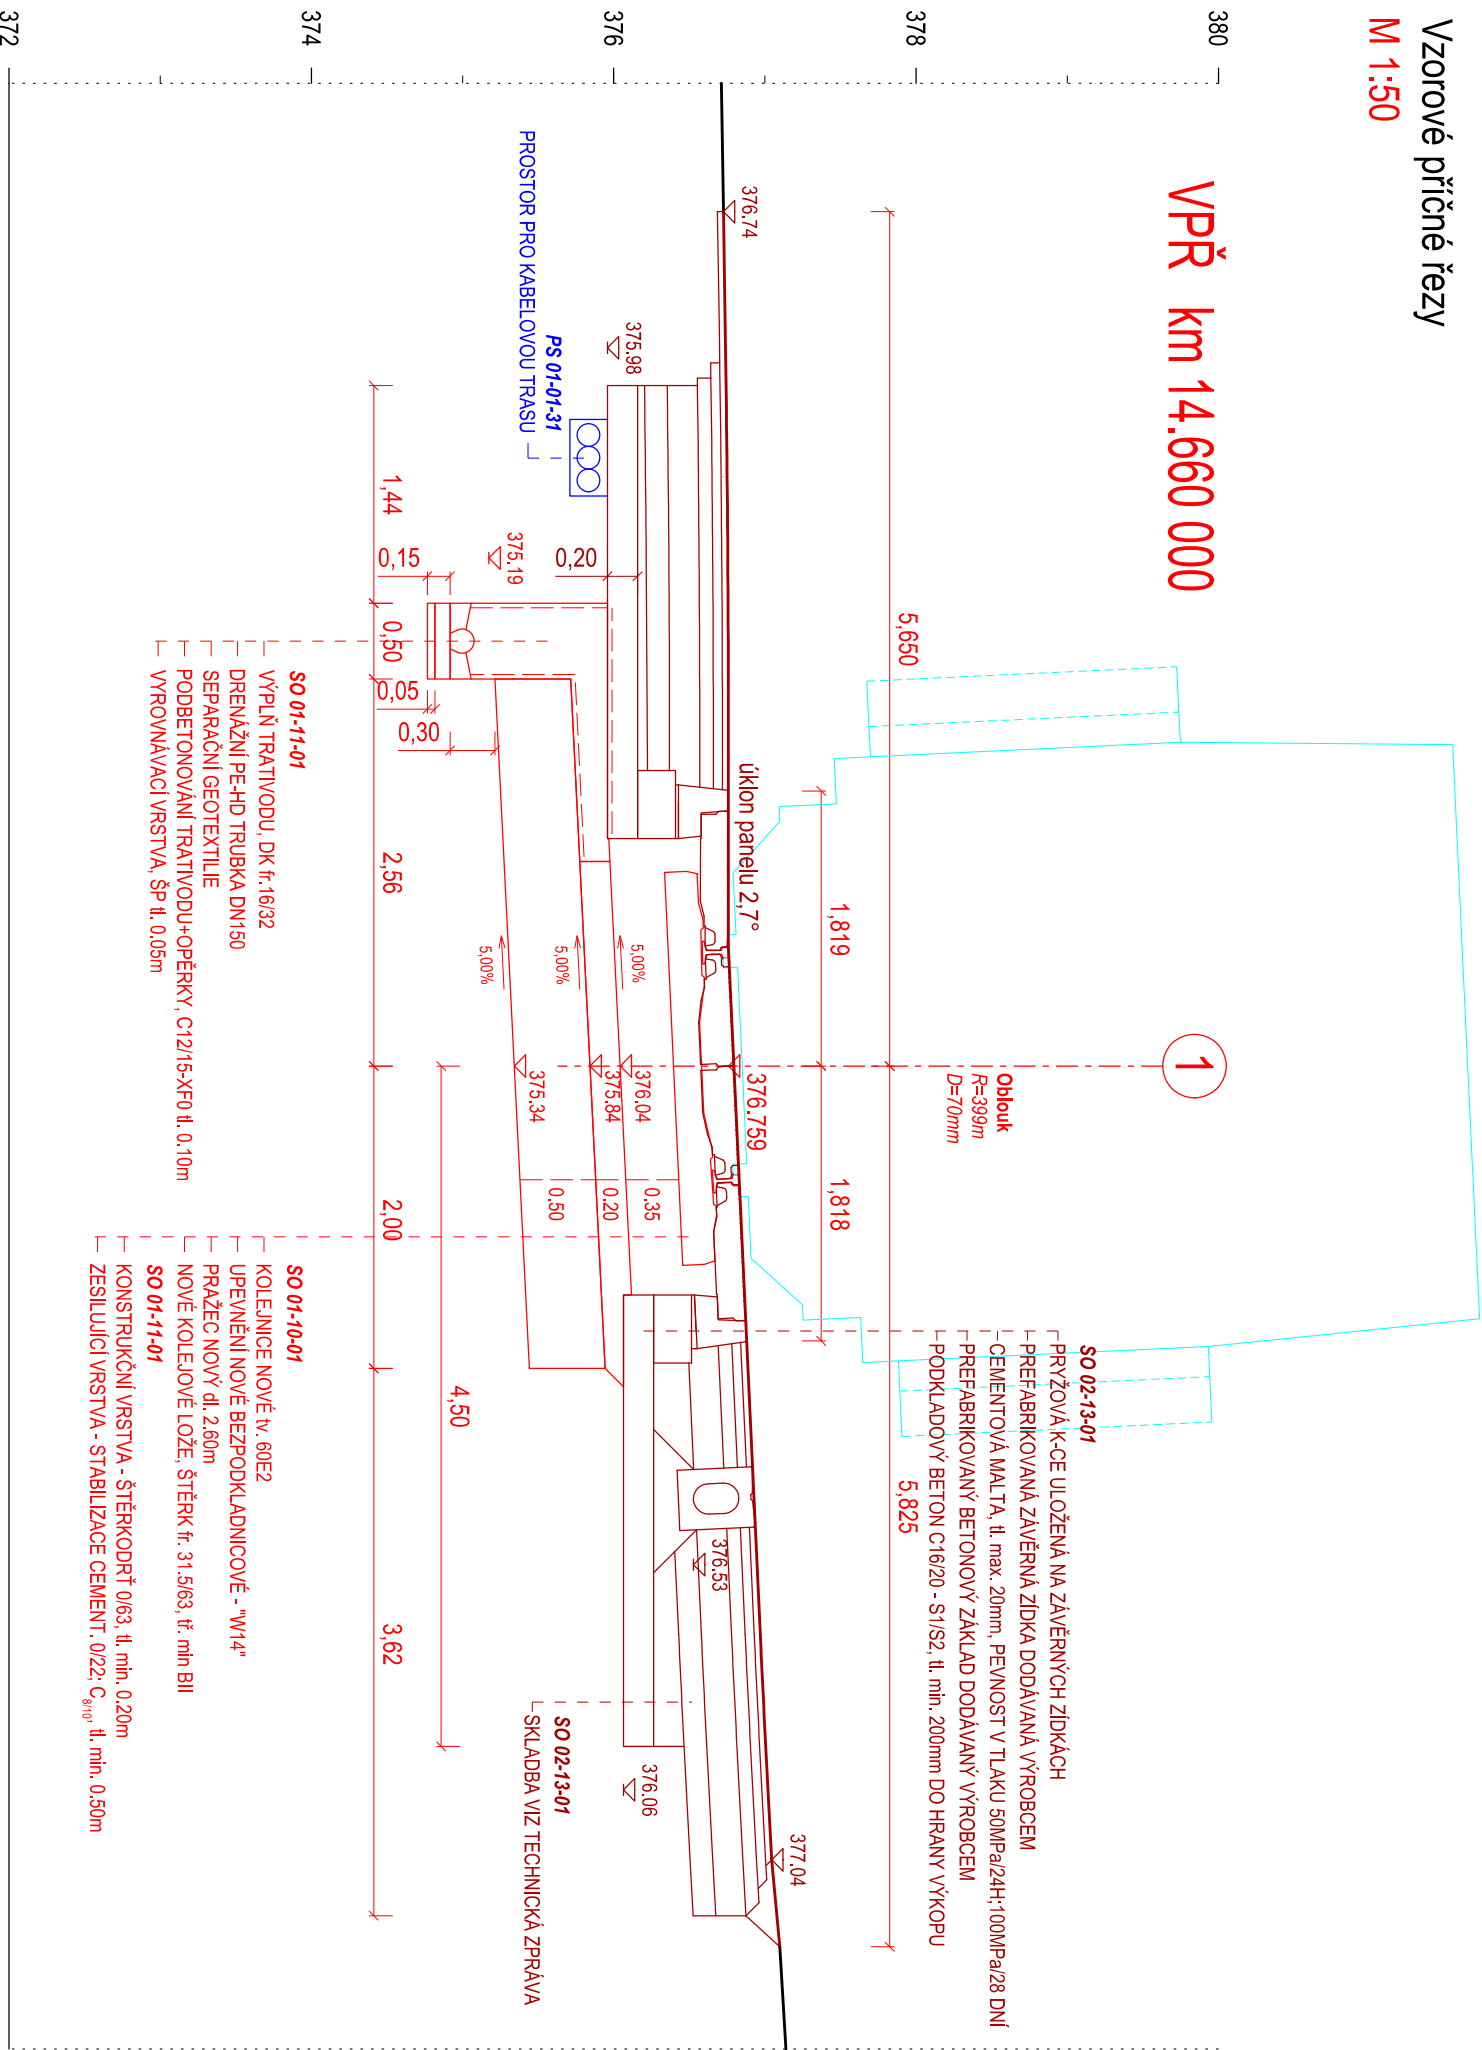 Vzorové příčné řezy
M 1:50
VPŘ km 14.660 000
380
378
376
374
372
1
Oblouk
R=399m
D=70mm
5,650
5,825
1,819
1,818
376.74
úklon panelu 2,7°
376.759
377.04
SO 02-13-01
PRYŽOVÁ K-CE ULOŽENÁ NA ZÁVĚRNÝCH ZÍDKÁCH
PREFABRIKOVANÁ ZÁVĚRNÁ ZÍDKA DODÁVANÁ VÝROBCEM
CEMENTOVÁ MALTA, tl. max. 20mm, PEVNOST V TLAKU 50MPa/24H;100MPa/28 DNÍ
PREFABRIKOVANÝ BETONOVÝ ZÁKLAD DODÁVANÝ VÝROBCEM
PODKLADOVÝ BETON C16/20 - S1/S2, tl. min. 200mm DO HRANY VÝKOPU
375.98
376.53
376.06
376.04
375.84
375.34
375.19
0.35
0.20
0.50
5,00%
5,00%
5,00%
0,20
PS 01-01-31
PROSTOR PRO KABELOVOU TRASU
SO 02-13-01
SKLADBA VIZ TECHNICKÁ ZPRÁVA
4,50
0,15
0,05
0,30
1,44
0,50
2,56
2,00
3,62
SO 01-11-01
VÝPLŇ TRATIVODU, DK fr.16/32
DRENÁŽNÍ PE-HD TRUBKA DN150
SEPARAČNÍ GEOTEXTILIE
PODBETONOVÁNÍ TRATIVODU+OPĚRKY, C12/15-XF0 tl. 0.10m
VYROVNÁVACÍ VRSTVA, ŠP tl. 0.05m
SO 01-10-01
KOLEJNICE NOVÉ tv. 60E2
UPEVNĚNÍ NOVÉ BEZPODKLADNICOVÉ - "W14"
PRAŽEC NOVÝ dl. 2.60m
NOVÉ KOLEJOVÉ LOŽE, ŠTĚRK fr. 31.5/63, tř. min BII
SO 01-11-01
KONSTRUKČNÍ VRSTVA - ŠTĚRKODRŤ 0/63, tl. min. 0.20m
ZESILUJÍCÍ VRSTVA - STABILIZACE CEMENT. 0/22; C8/10, tl. min. 0.50m